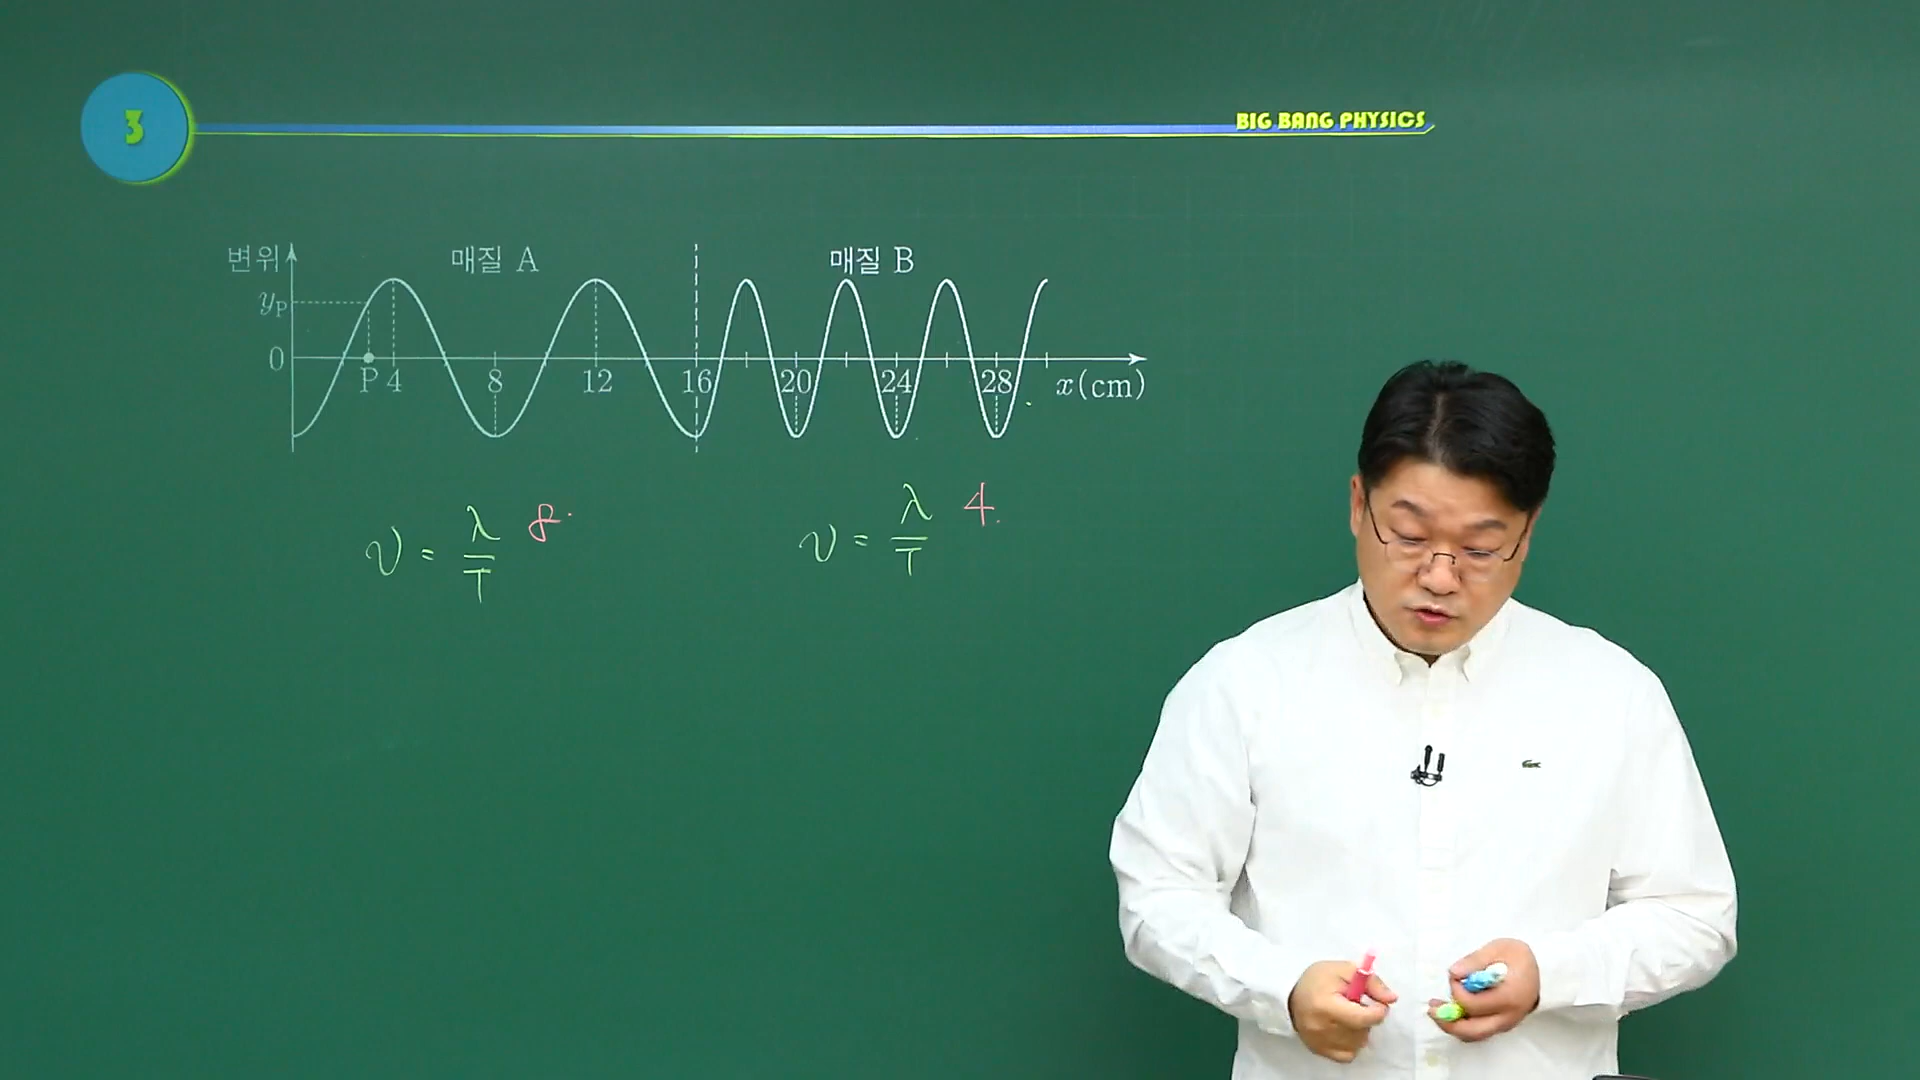 3
BIG BANG PHYSICS
변위 매질 A 매질 B
y_P
0 P 4 8 12 16 20 24 28 x(cm)
v = λ/T 8 v = λ/T 4